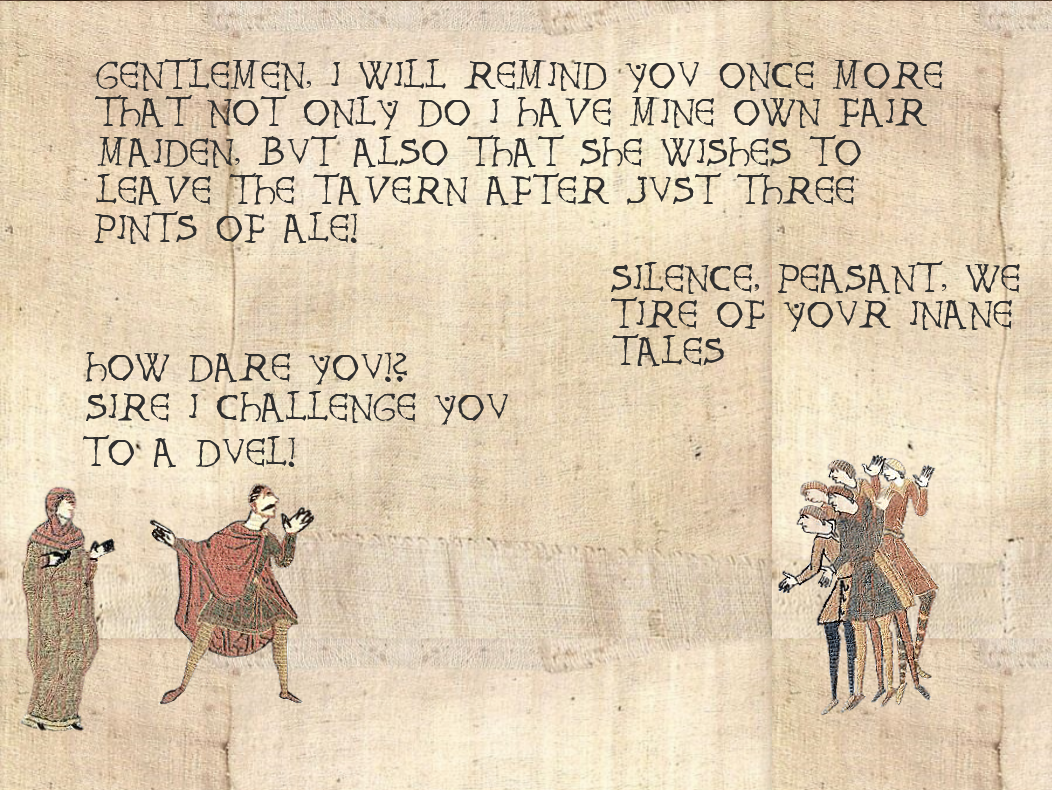 GENTLEMEN, I WILL REMIND YOV ONCE MORE
THAT NOT ONLY DO I HAVE MINE OWN FAIR
MAIDEN, BVT ALSO THAT SHE WISHES TO
LEAVE THE TAVERN AFTER JVST THREE
PINTS OF ALE!
SILENCE, PEASANT, WE
TIRE OF YOVR INANE
TALES
HOW DARE YOV!?
SIRE I CHALLENGE YOV
TO A DVEL!